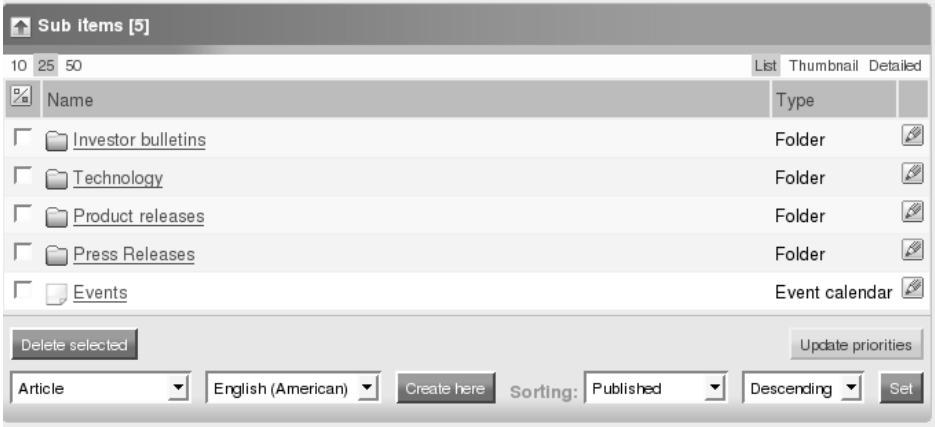 Sub items [5]
10 25 50 List Thumbnail Detailed
Name Type
Investor bulletins Folder
Technology Folder
Product releases Folder
Press Releases Folder
Events Event calendar
Delete selected Update priorities
Article English (American) Create here Sorting: Published Descending Set